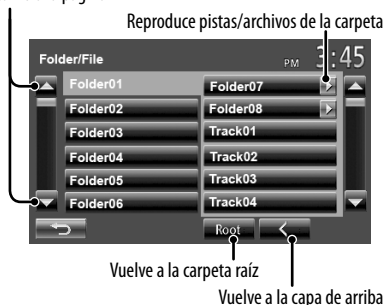 Reproduce pistas/archivos de la carpeta
Folder/File
PM 3:45
Folder01
Folder02
Folder03
Folder04
Folder05
Folder06
Folder07
Folder08
Track01
Track02
Track03
Track04
Root
Vuelve a la carpeta raíz
Vuelve a la capa de arriba